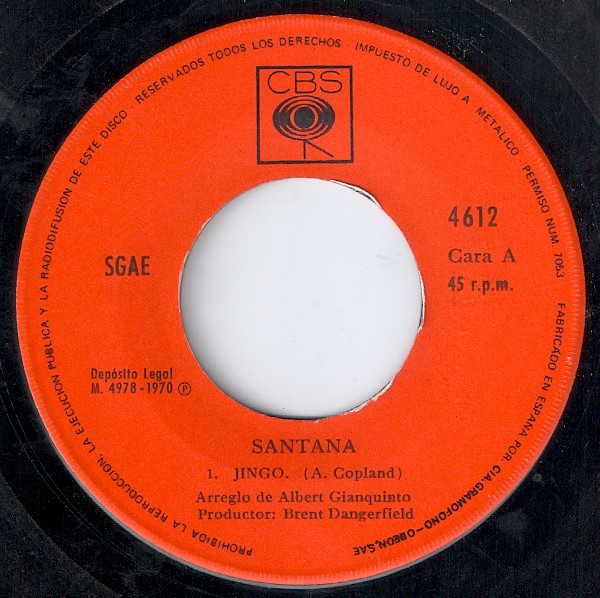 PROHIBIDA LA REPRODUCCION, LA EJECUCION PUBLICA Y LA RADIODIFUSION DE ESTE DISCO - RESERVADOS TODOS LOS DERECHOS - IMPUESTO DE LUJO A METALICO - PERMISO NUM. 7053
FABRICADO EN ESPAÑA POR: CIA. GRAMOFONO-ODEON, SAE
CBS
4612
SGAE
Cara A
45 r.p.m.
Depósito Legal
M. 4978-1970 Ⓟ
SANTANA
1. JINGO. (A. Copland)
Arreglo de Albert Gianquinto
Productor: Brent Dangerfield